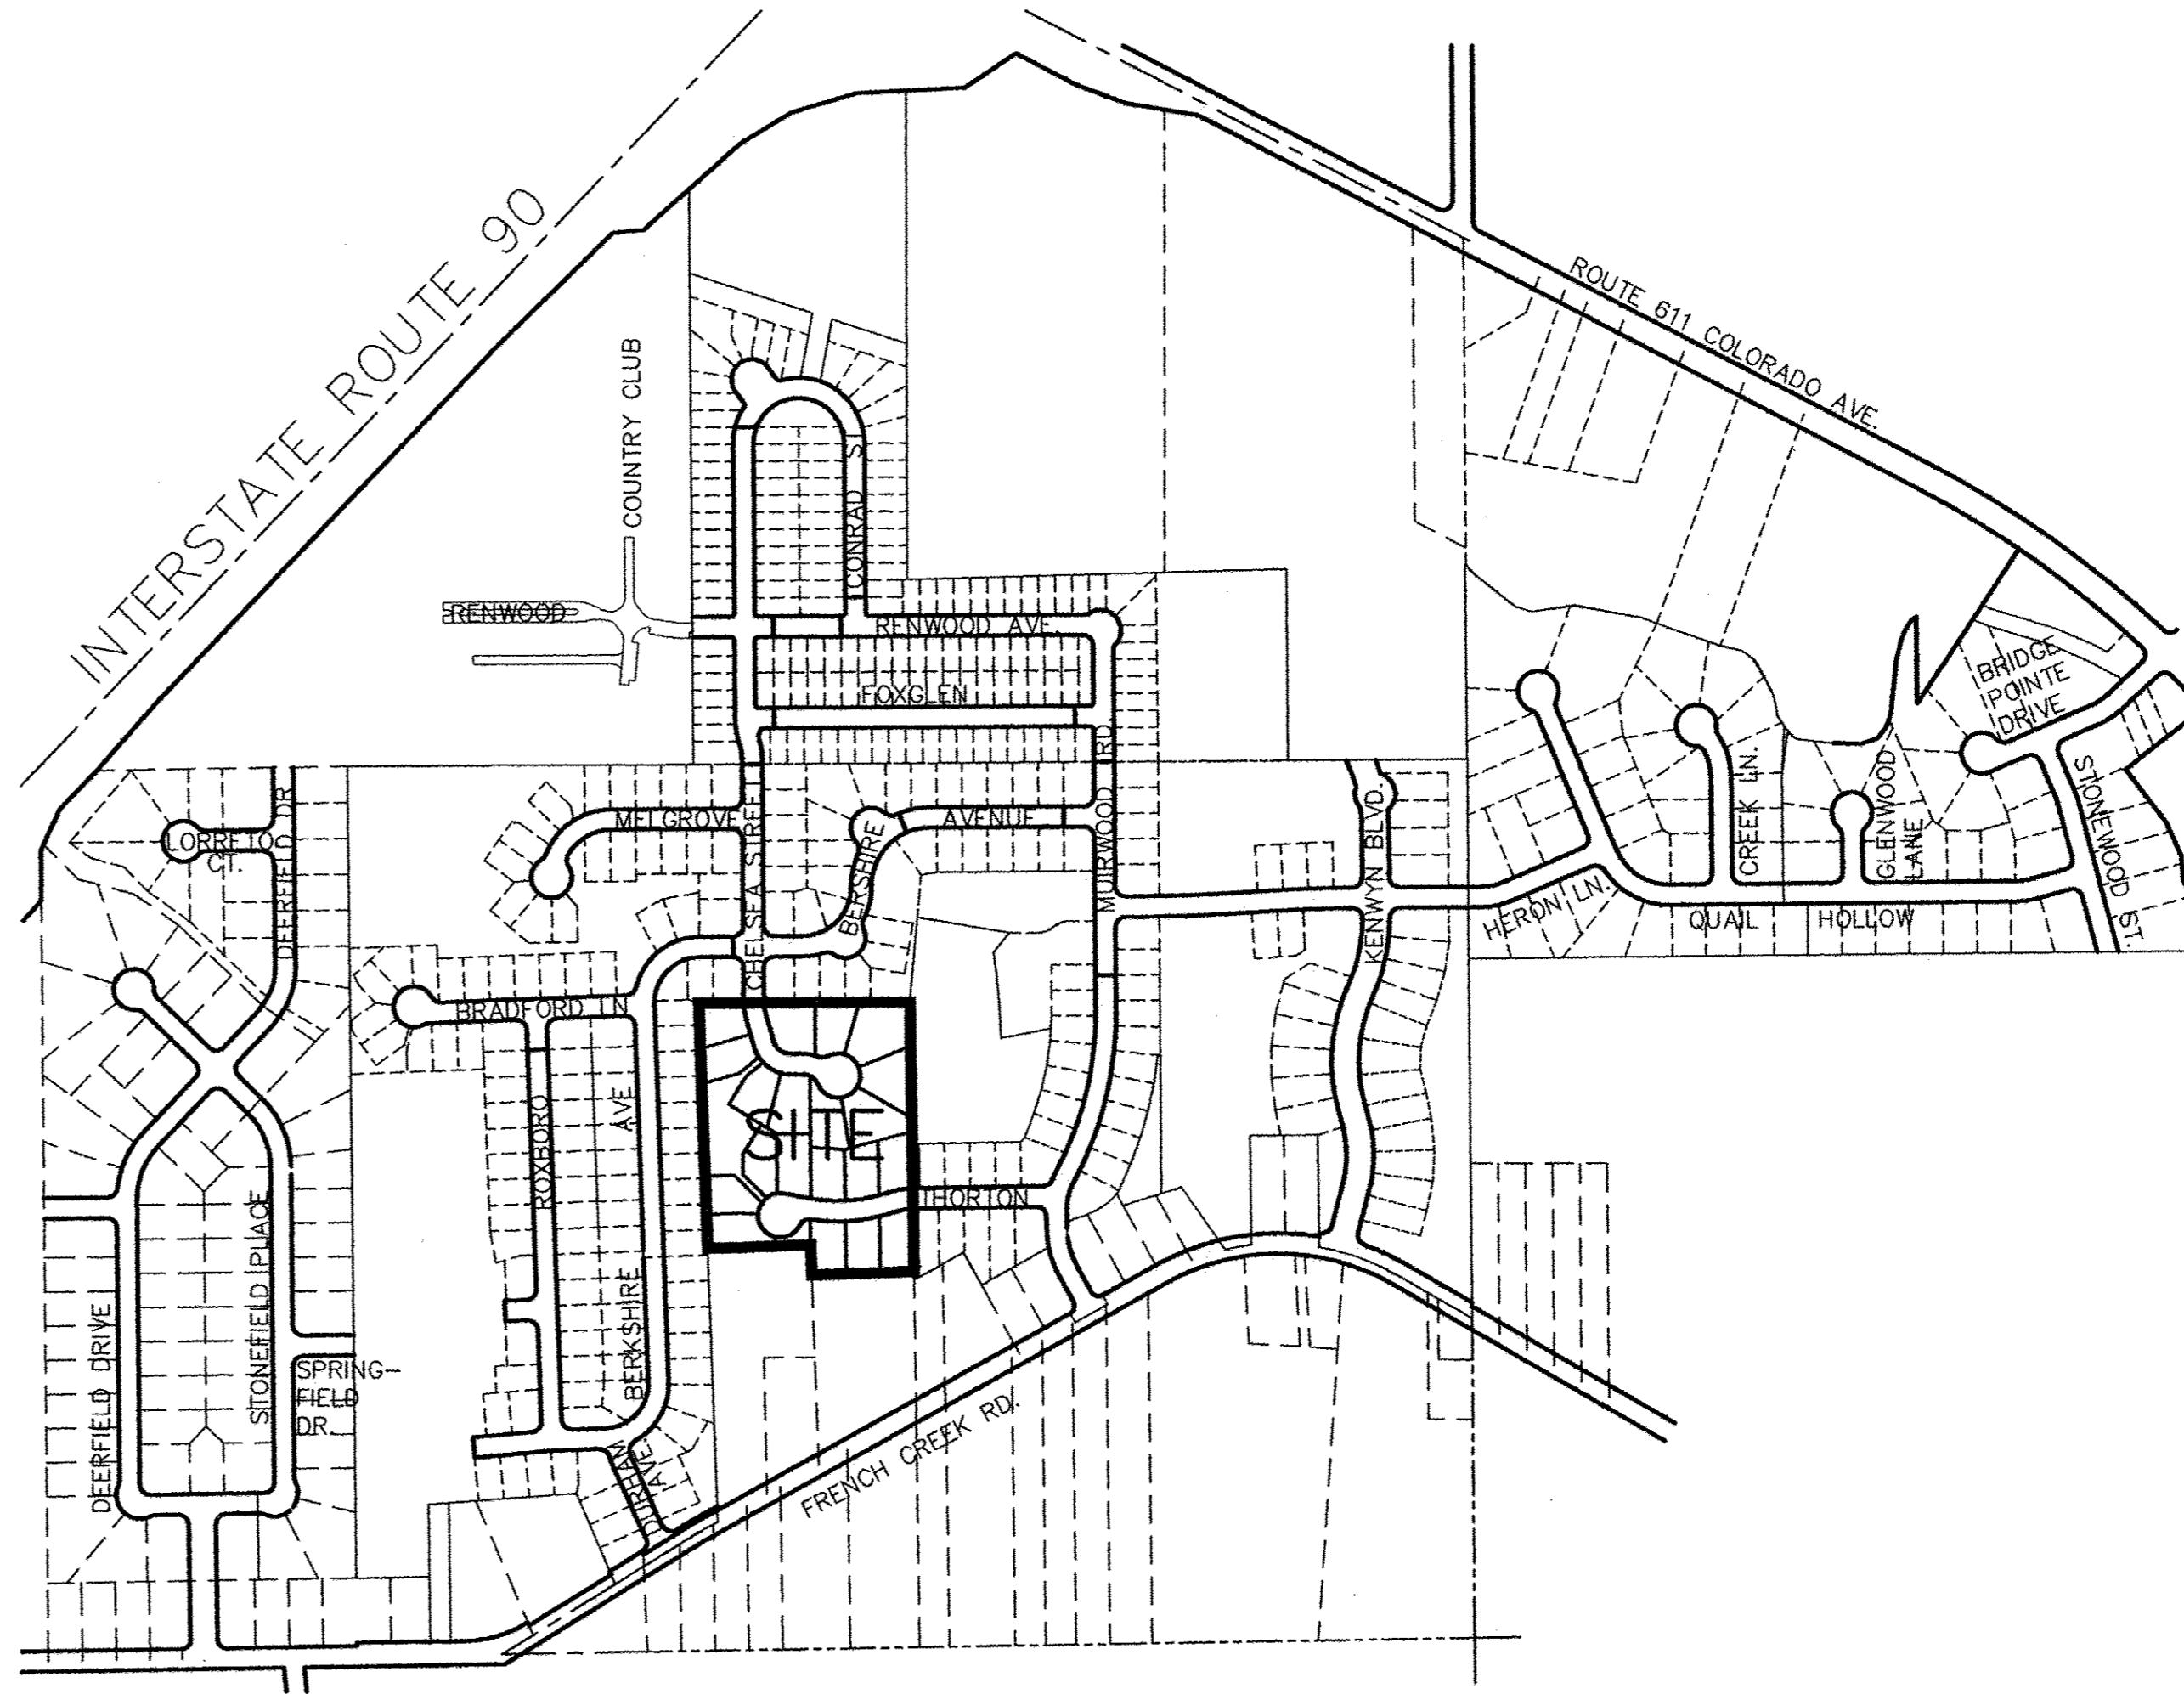 INTERSTATE ROUTE 90
ROUTE 611 COLORADO AVE.
COUNTRY CLUB
CONRAD ST
RENWOOD
RENWOOD AVE.
FOXGLEN
BRIDGE
POINTE
DRIVE
MUIRWOOD RD.
CHELSEA STREET
MELGROVE
AVENUE
BERSHIRE
LORRETO
CT.
DEERFIELD DR
KENWYN BLVD.
CREEK LN.
GLENWOOD
LANE
STONEWOOD ST.
HERON LN.
QUAIL HOLLOW
BRADFORD LN
ROXBORO
BERKSHIRE AVE
SITE
THORTON
STONEFIELD PLACE
DEERFIELD DRIVE
SPRING-
FIELD
DR.
DURHAM
AVE.
FRENCH CREEK RD.